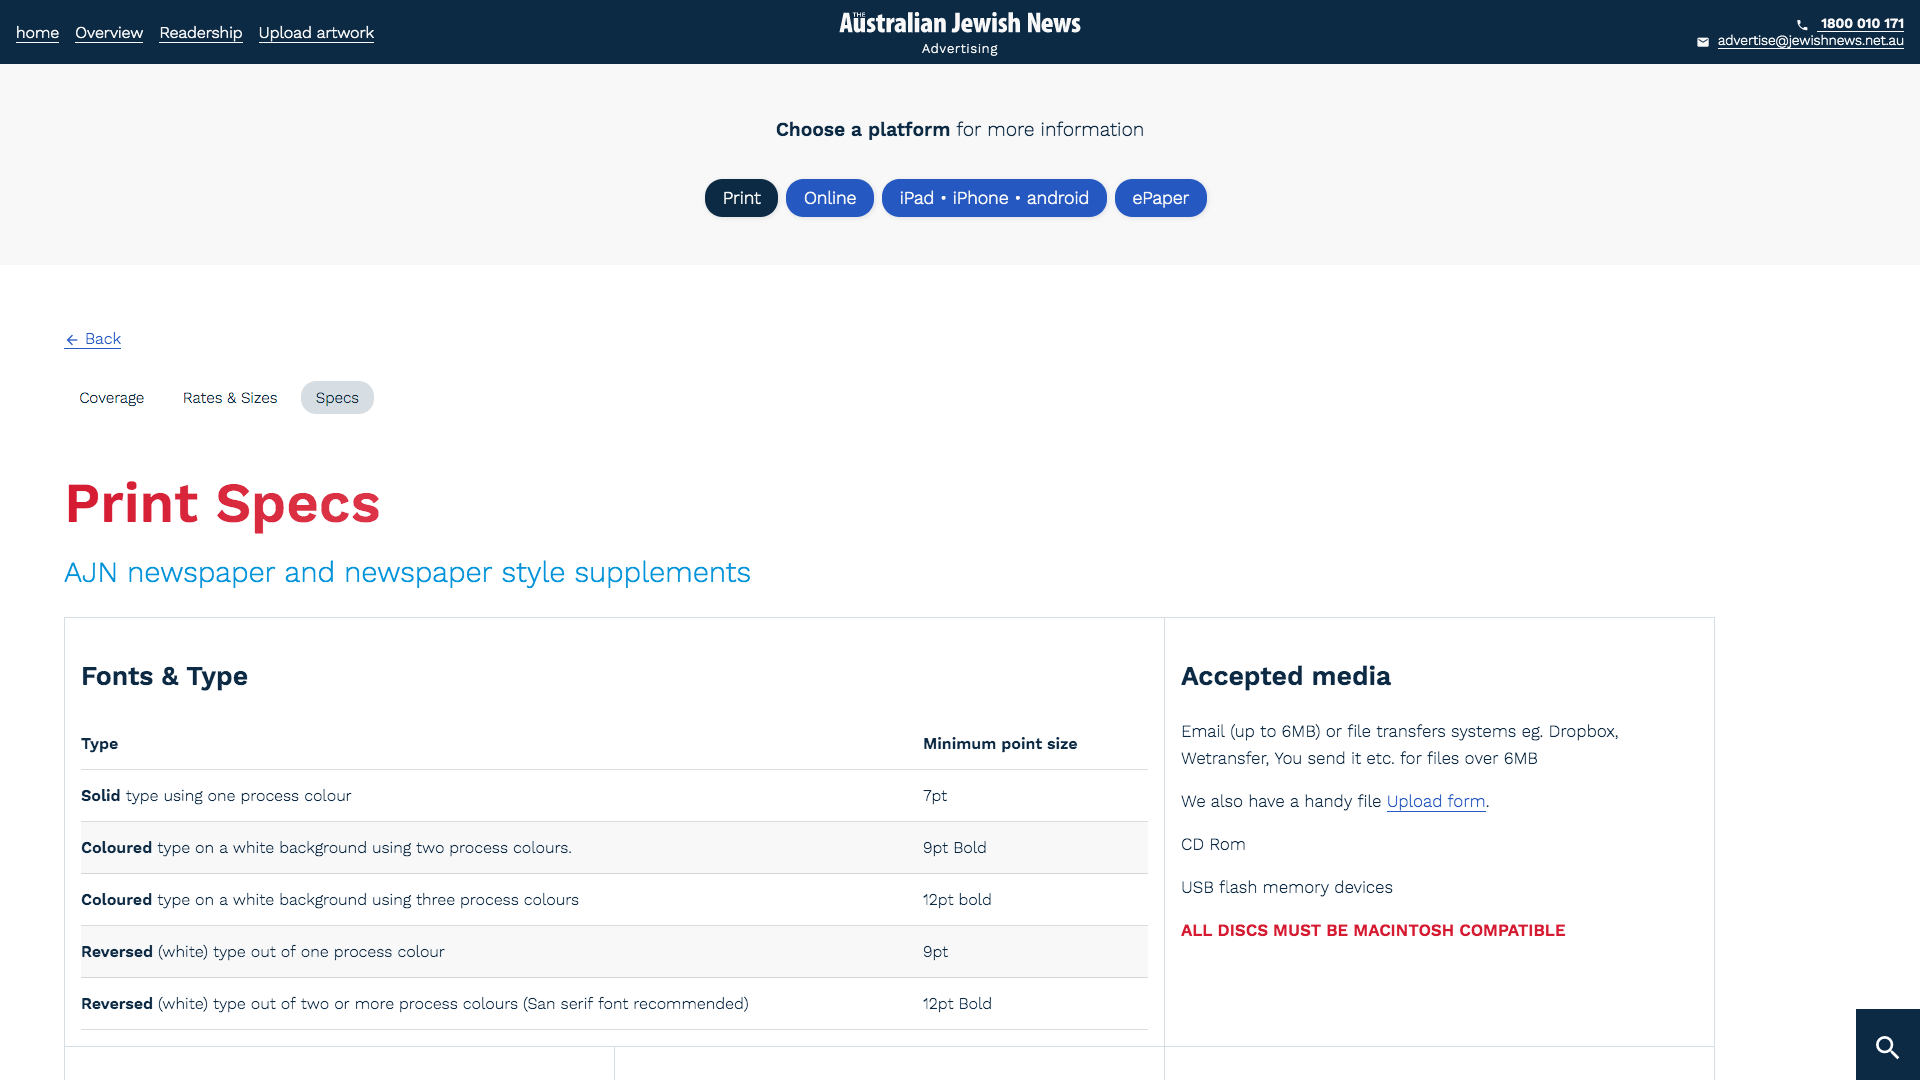 home Overview Readership Upload artwork
THE
Australian Jewish News
Advertising
1800 010 171
advertise@jewishnews.net.au
Choose a platform for more information
Print Online iPad • iPhone • android ePaper
← Back
Coverage Rates & Sizes Specs
Print Specs
AJN newspaper and newspaper style supplements
Fonts & Type
Type Minimum point size
Solid type using one process colour 7pt
Coloured type on a white background using two process colours. 9pt Bold
Coloured type on a white background using three process colours 12pt bold
Reversed (white) type out of one process colour 9pt
Reversed (white) type out of two or more process colours (San serif font recommended) 12pt Bold
Accepted media
Email (up to 6MB) or file transfers systems eg. Dropbox,
Wetransfer, You send it etc. for files over 6MB
We also have a handy file Upload form.
CD Rom
USB flash memory devices
ALL DISCS MUST BE MACINTOSH COMPATIBLE